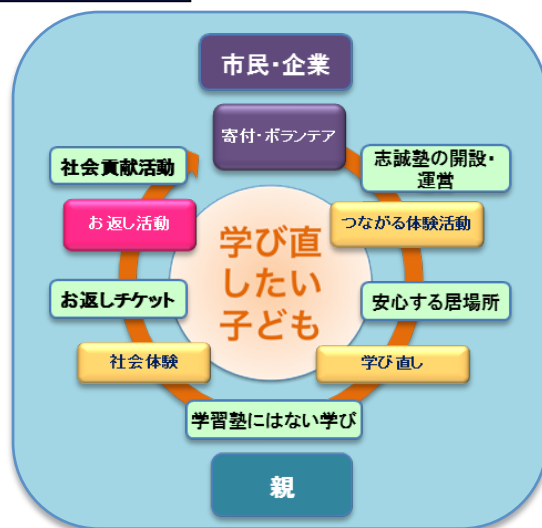 市民・企業
寄付・ボランテア
志誠塾の開設・
運営
社会貢献活動
お返し活動
つながる体験活動
学び直
したい
子ども
お返しチケット
安心する居場所
社会体験
学び直し
学習塾にはない学び
親